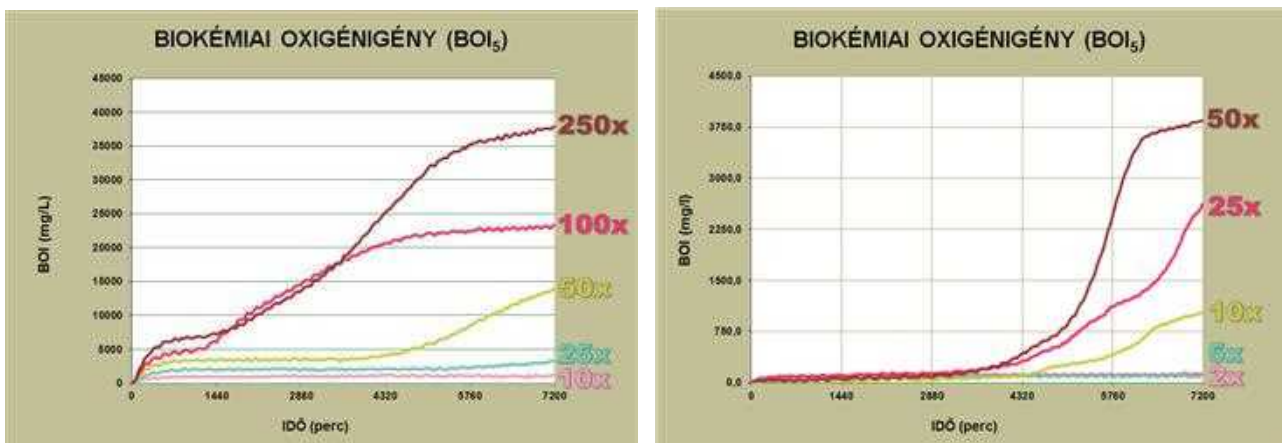 BIOKÉMIAI OXIGÉNIGÉNY (BOI₅)
45000
40000
35000
30000
25000
20000
15000
10000
5000
0
BOI (mg/L)
0 1440 2880 4320 5760 7200
IDŐ (perc)
250x
100x
50x
25x
10x
BIOKÉMIAI OXIGÉNIGÉNY (BOI₅)
4500,0
3750,0
3000,0
2250,0
1500,0
750,0
0,0
BOI (mg/l)
0 1440 2880 4320 5760 7200
IDŐ (perc)
50x
25x
10x
5x
2x